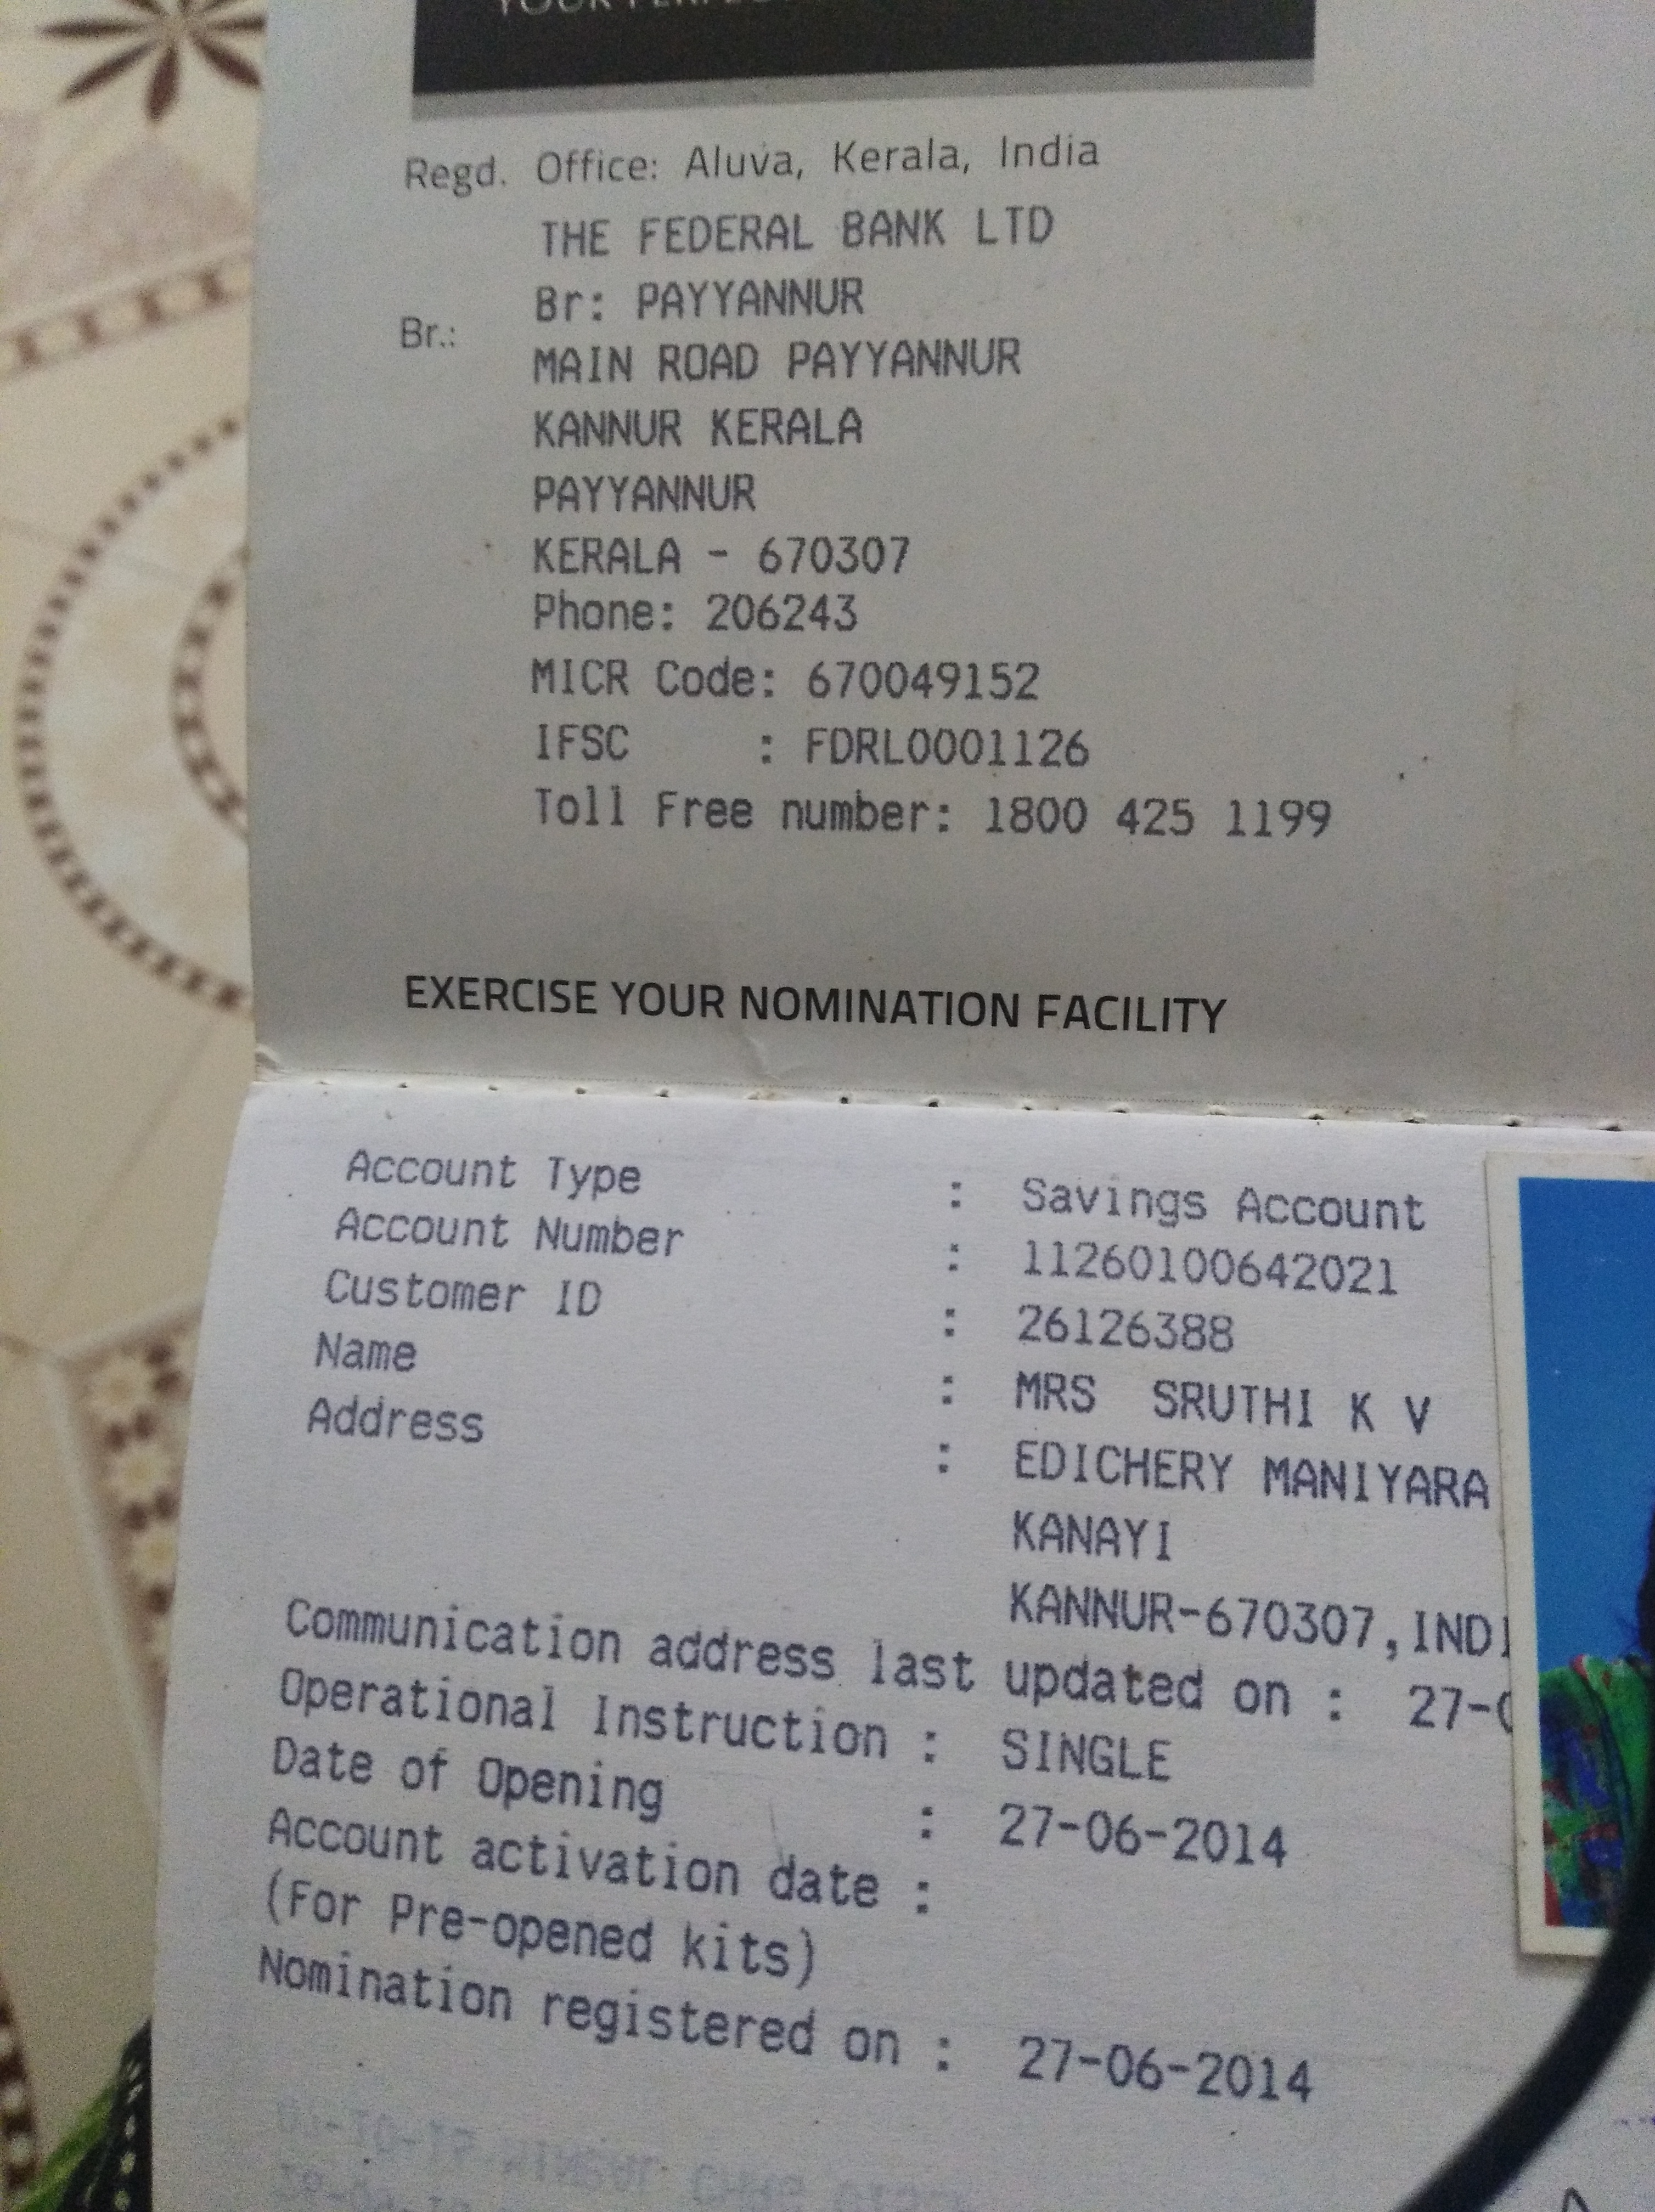 Regd. Office: Aluva, Kerala, India
THE FEDERAL BANK LTD
Br.: Br: PAYYANNUR
MAIN ROAD PAYYANNUR
KANNUR KERALA
PAYYANNUR
KERALA - 670307
Phone: 206243
MICR Code: 670049152
IFSC : FDRL0001126
Toll Free number: 1800 425 1199
EXERCISE YOUR NOMINATION FACILITY
Account Type : Savings Account
Account Number : 11260100642021
Customer ID : 26126388
Name : MRS SRUTHI K V
Address : EDICHERY MANIYARA
KANAYI
KANNUR-670307,INDI
Communication address last updated on : 27-
Operational Instruction : SINGLE
Date of Opening : 27-06-2014
Account activation date :
(For Pre-opened kits)
Nomination registered on : 27-06-2014